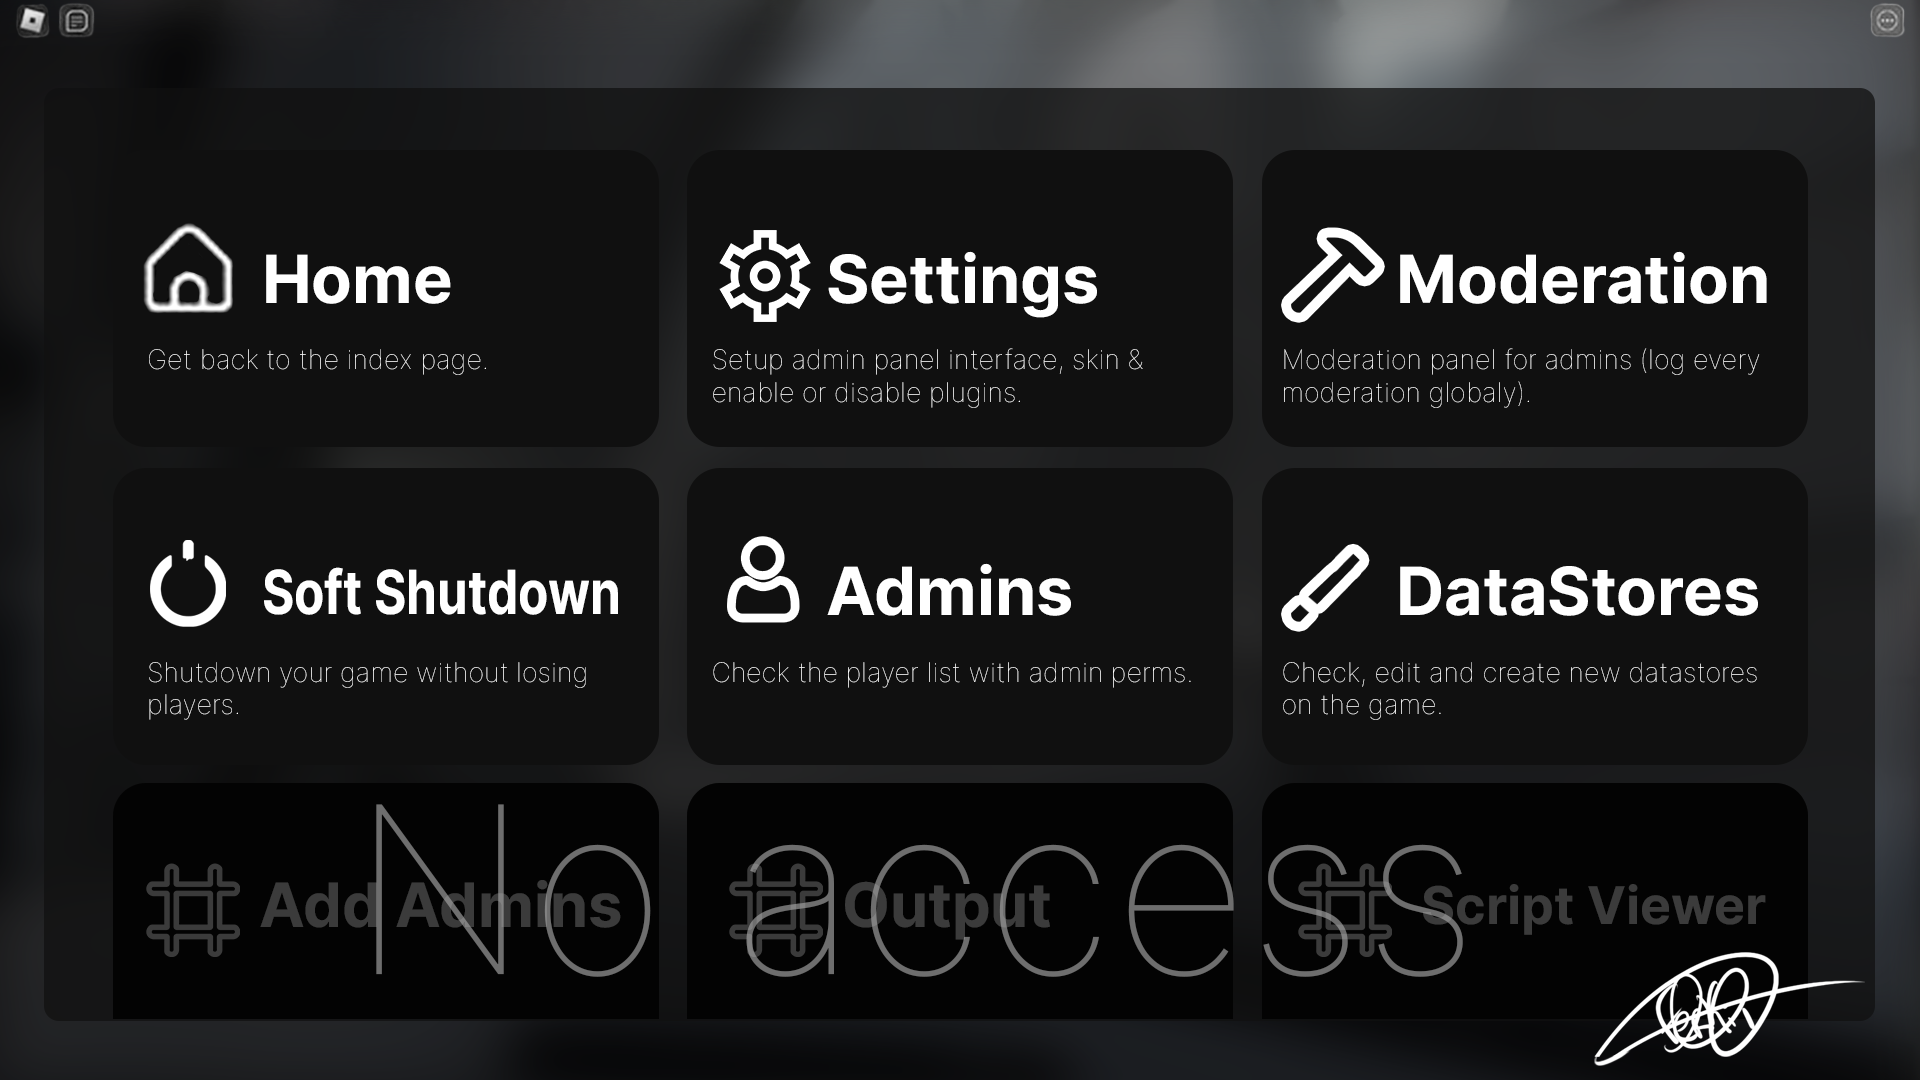 Home
Get back to the index page.
Settings
Setup admin panel interface, skin &
enable or disable plugins.
Moderation
Moderation panel for admins (log every
moderation globaly).
Soft Shutdown
Shutdown your game without losing
players.
Admins
Check the player list with admin perms.
DataStores
Check, edit and create new datastores
on the game.
No access
Add Admins
Output
Script Viewer